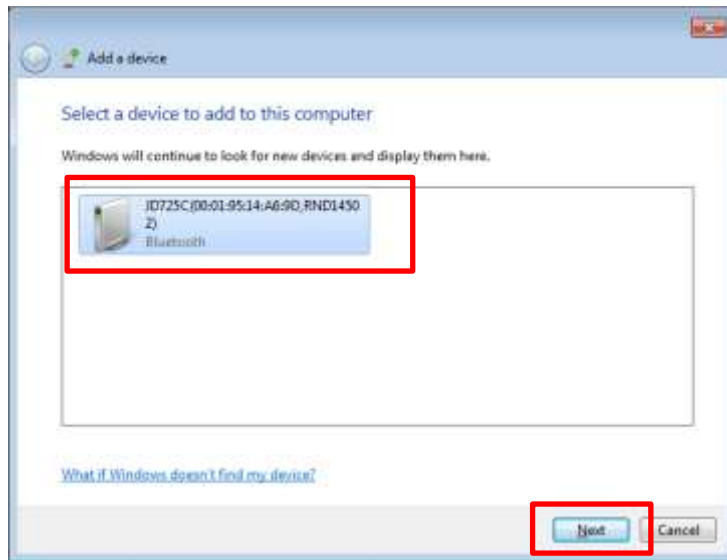 Add a device
Select a device to add to this computer
Windows will continue to look for new devices and display them here.
JD725C(00:01:95:14:A6:9D,RND1450
2)
Bluetooth
What if Windows doesn't find my device?
Next
Cancel